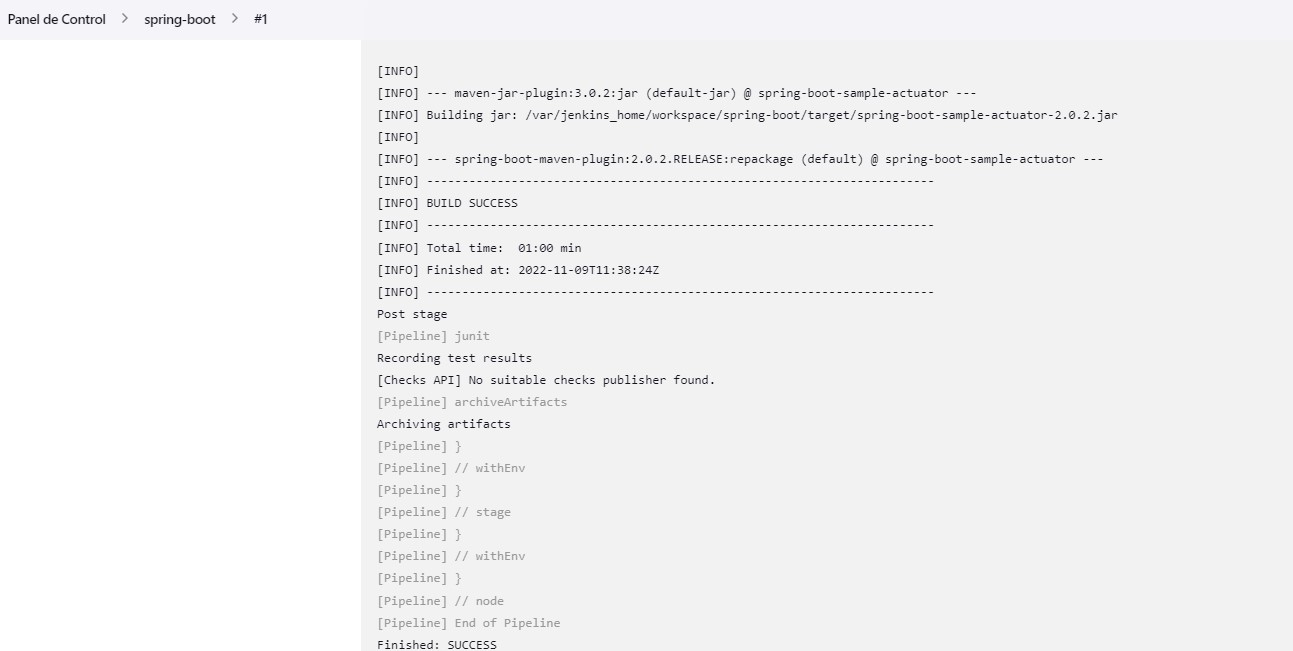 Panel de Control > spring-boot > #1
[INFO]
[INFO] --- maven-jar-plugin:3.0.2:jar (default-jar) @ spring-boot-sample-actuator ---
[INFO] Building jar: /var/jenkins_home/workspace/spring-boot/target/spring-boot-sample-actuator-2.0.2.jar
[INFO]
[INFO] --- spring-boot-maven-plugin:2.0.2.RELEASE:repackage (default) @ spring-boot-sample-actuator ---
[INFO] ------------------------------------------------------------------------
[INFO] BUILD SUCCESS
[INFO] ------------------------------------------------------------------------
[INFO] Total time:  01:00 min
[INFO] Finished at: 2022-11-09T11:38:24Z
[INFO] ------------------------------------------------------------------------
Post stage
[Pipeline] junit
Recording test results
[Checks API] No suitable checks publisher found.
[Pipeline] archiveArtifacts
Archiving artifacts
[Pipeline] }
[Pipeline] // withEnv
[Pipeline] }
[Pipeline] // stage
[Pipeline] }
[Pipeline] // withEnv
[Pipeline] }
[Pipeline] // node
[Pipeline] End of Pipeline
Finished: SUCCESS